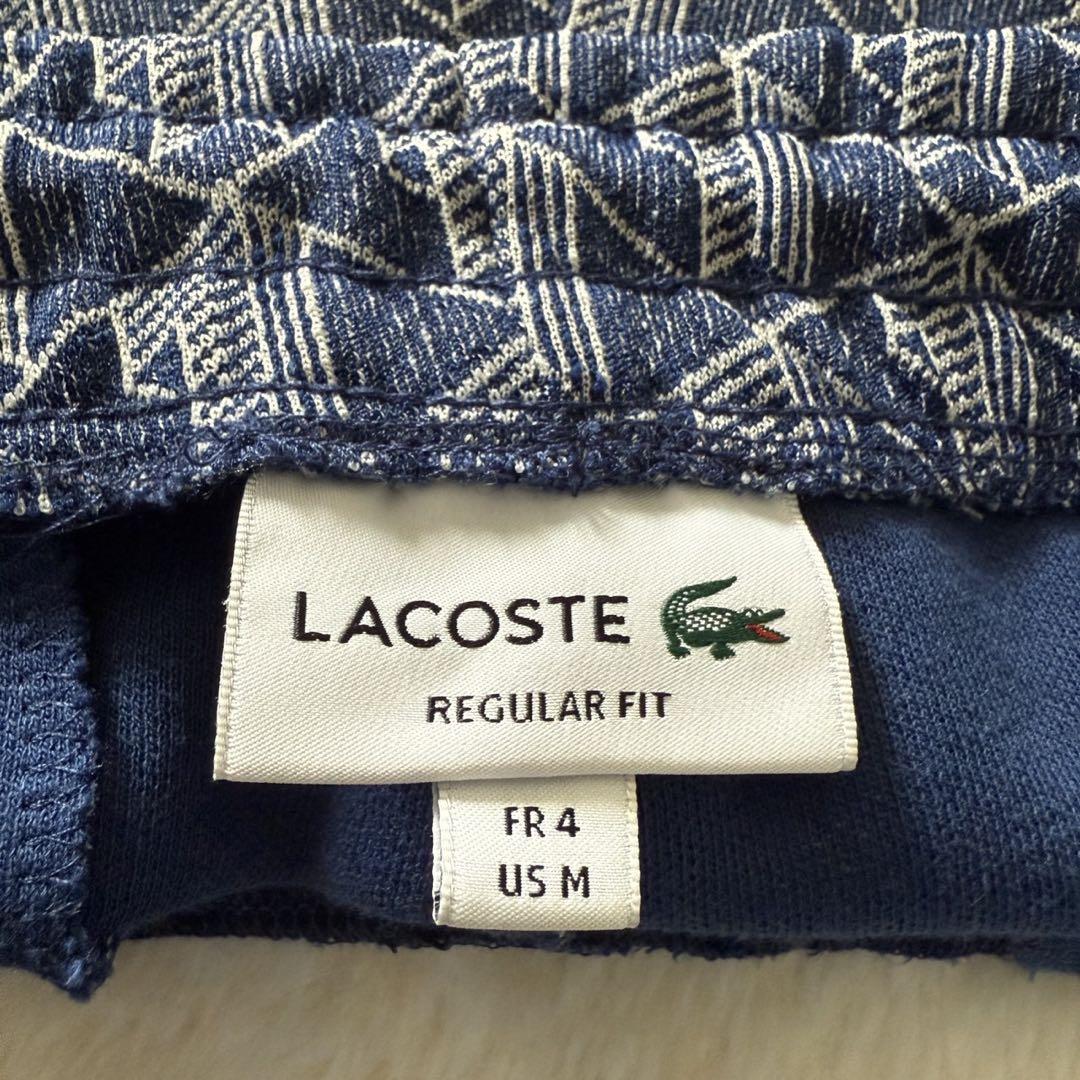 LACOSTE
REGULAR FIT
FR 4
US M